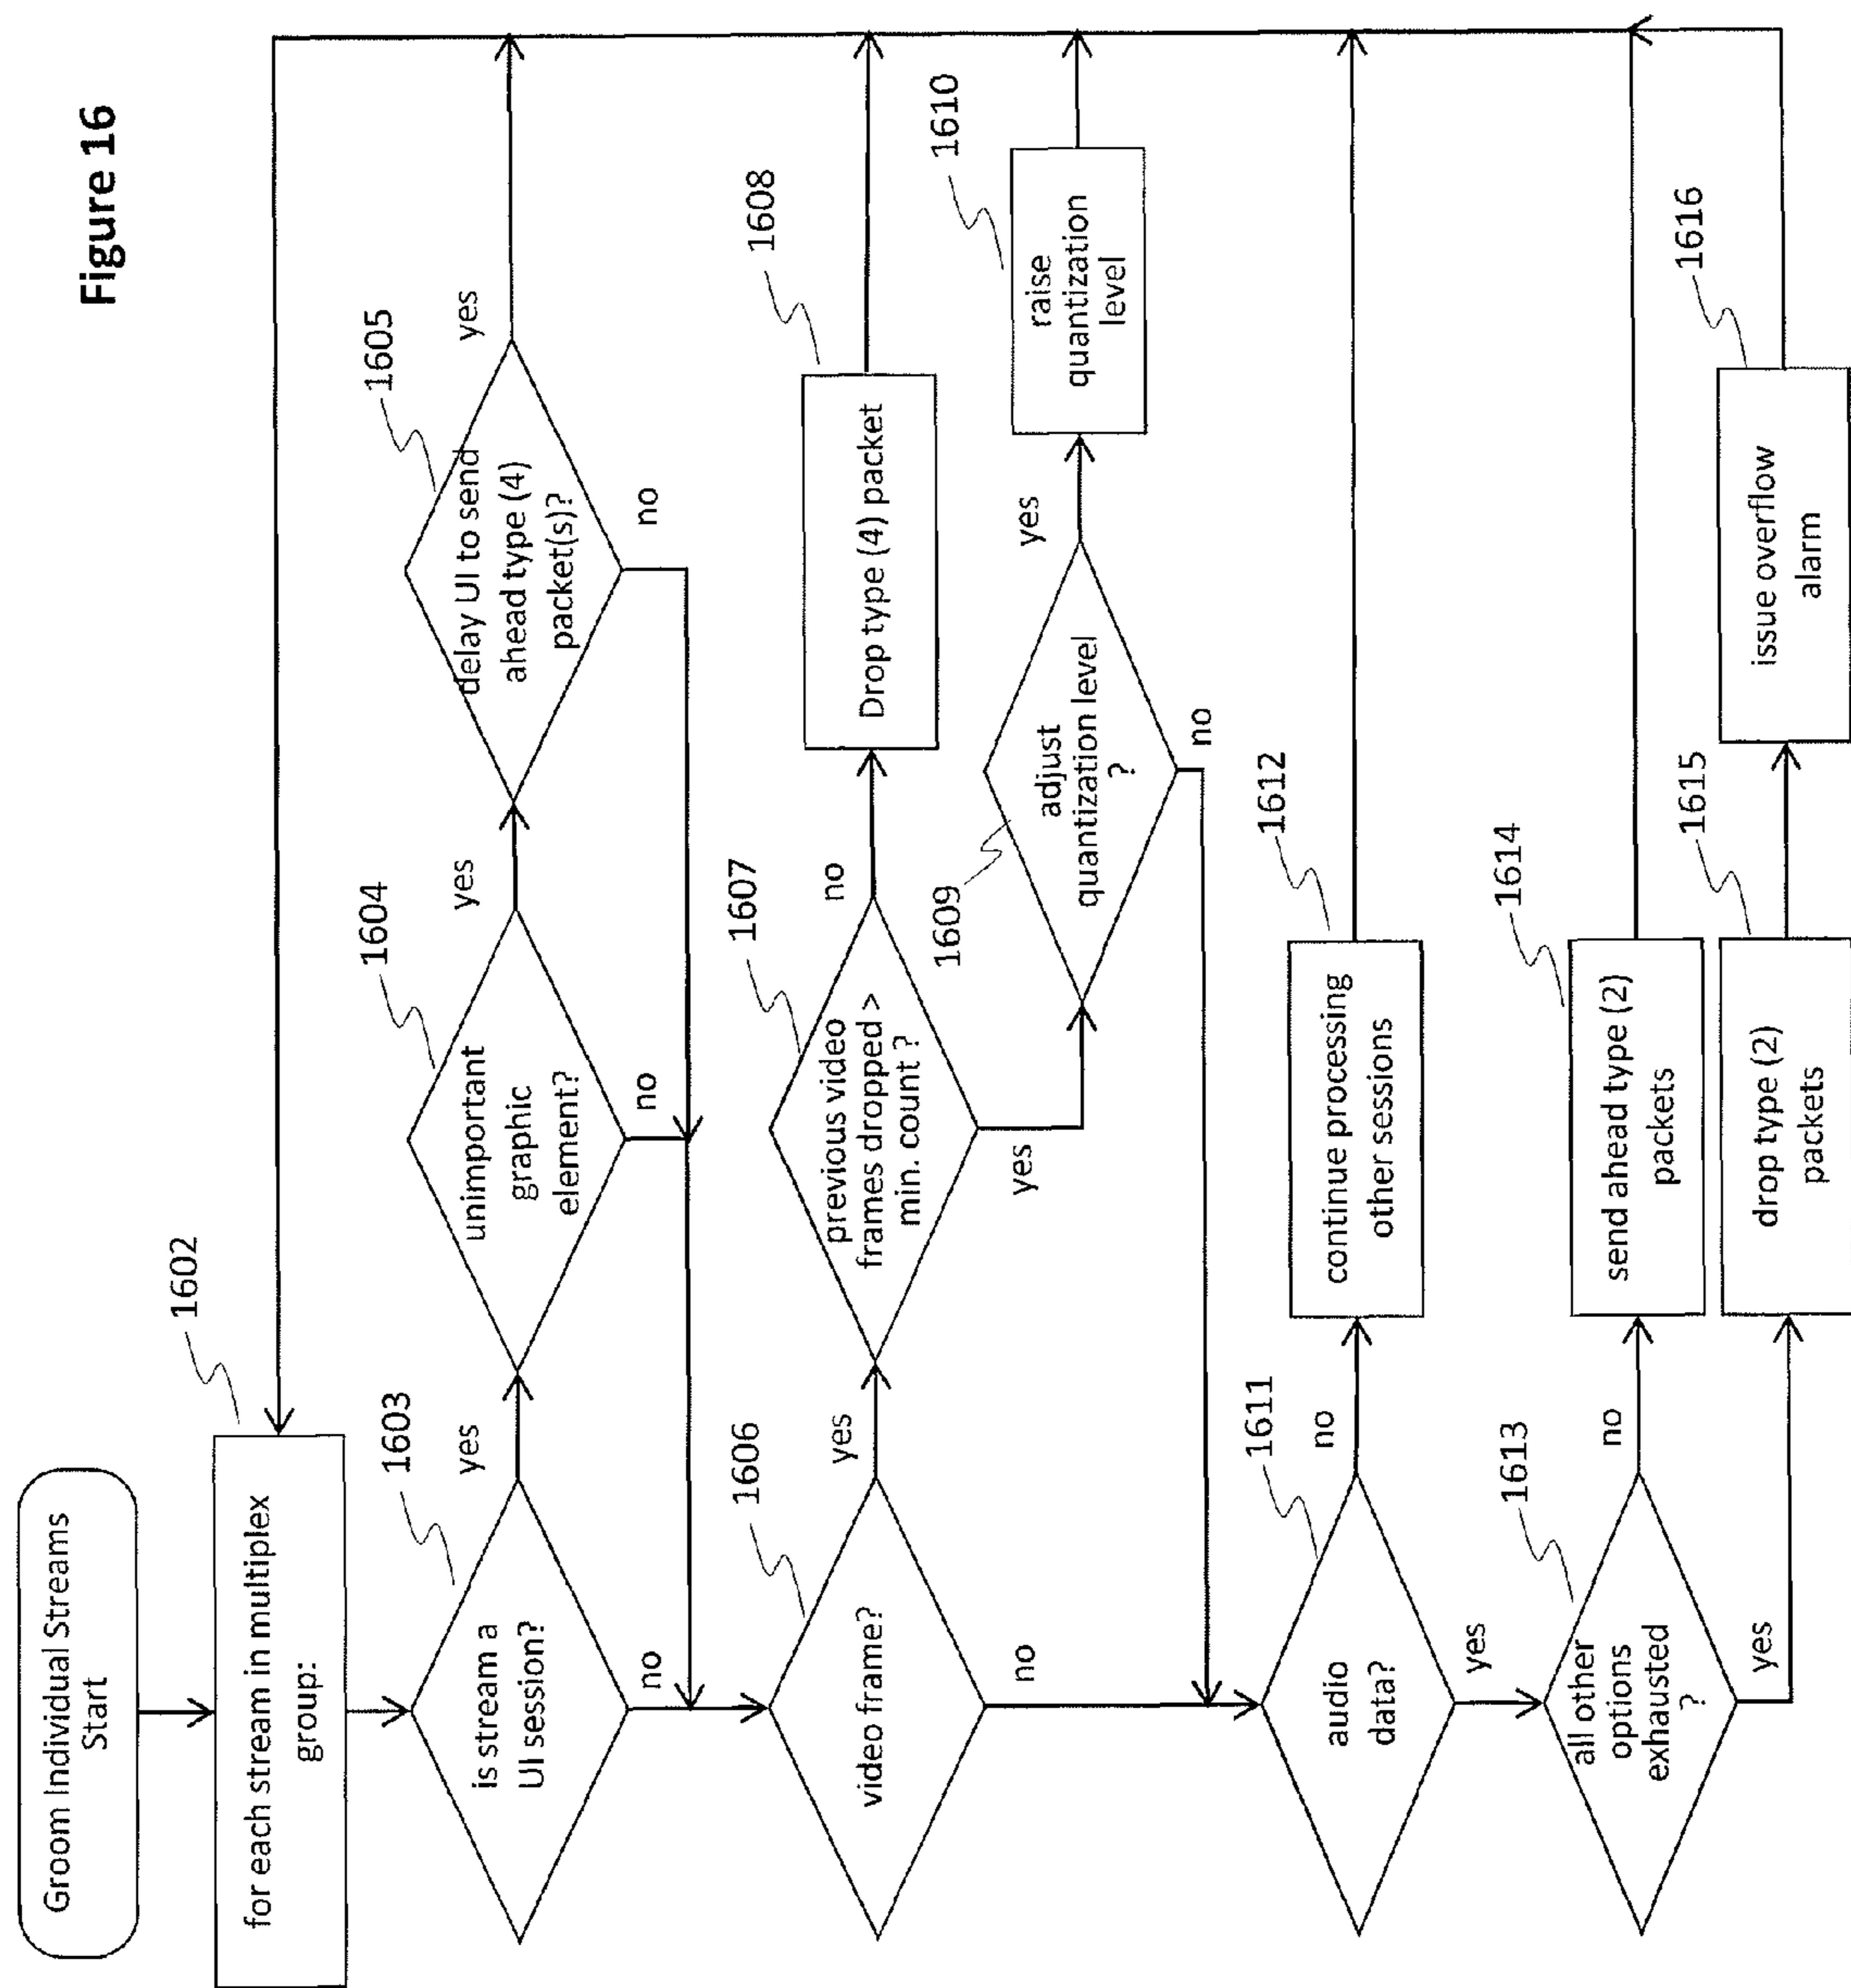 Figure 16
Groom Individual Streams
Start
1602
for each stream in multiplex
group:
1603
is stream a
UI session?
yes
no
1604
unimportant
graphic
element?
yes
no
1605
delay UI to send
ahead type (4)
packet(s)?
yes
no
1606
video frame?
yes
no
1607
previous video
frames dropped >
min. count ?
no
yes
1608
Drop type (4) packet
1609
adjust
quantization level
?
yes
no
1610
raise
quantization
level
1611
audio
data?
no
yes
1612
continue processing
other sessions
1613
all other
options
exhausted
?
no
yes
1614
send ahead type (2)
packets
1615
drop type (2)
packets
1616
issue overflow
alarm